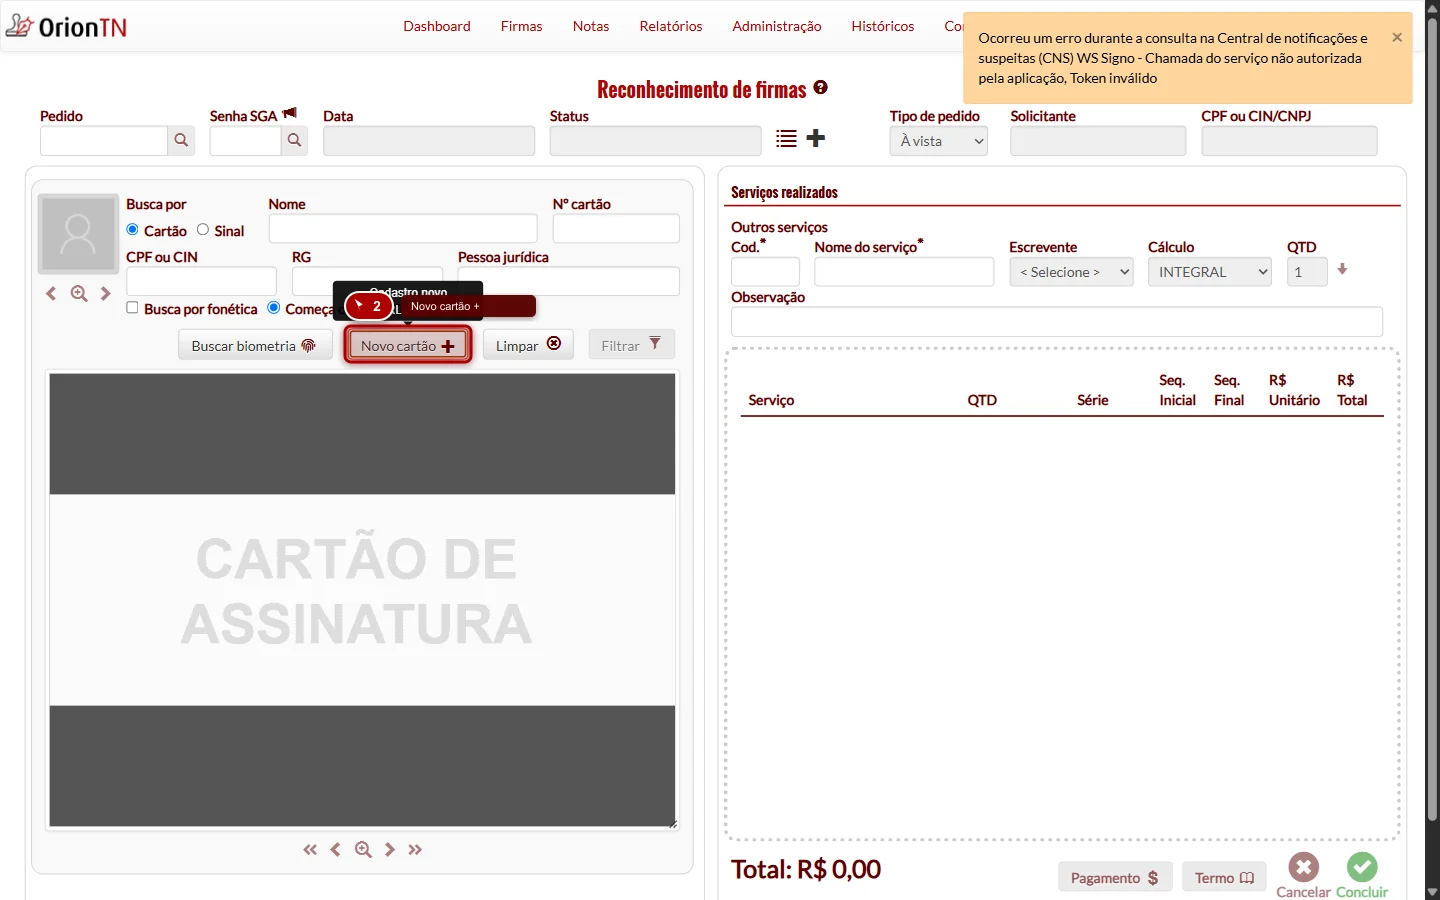 OrionTN
Dashboard
Firmas
Notas
Relatórios
Administração
Históricos
Ocorreu um erro durante a consulta na Central de notificações e
suspeitas (CNS) WS Signo - Chamada do serviço não autorizada
pela aplicação, Token inválido
×
Reconhecimento de firmas
Pedido
Senha SGA
Data
Status
Tipo de pedido
Solicitante
CPF ou CIN/CNPJ
À vista
Busca por
Nome
Nº cartão
Cartão
Sinal
CPF ou CIN
RG
Pessoa jurídica
Busca por fonética
Cadastro novo
2
Novo cartão +
Buscar biometria
Novo cartão
Limpar
Filtrar
CARTÃO DE
ASSINATURA
Serviços realizados
Outros serviços
Cod.*
Nome do serviço*
Escrevente
Cálculo
QTD
< Selecione >
INTEGRAL
1
Observação
Serviço
QTD
Série
Seq. Inicial
Seq. Final
R$ Unitário
R$ Total
Total: R$ 0,00
Pagamento $
Termo
Cancelar
Concluir